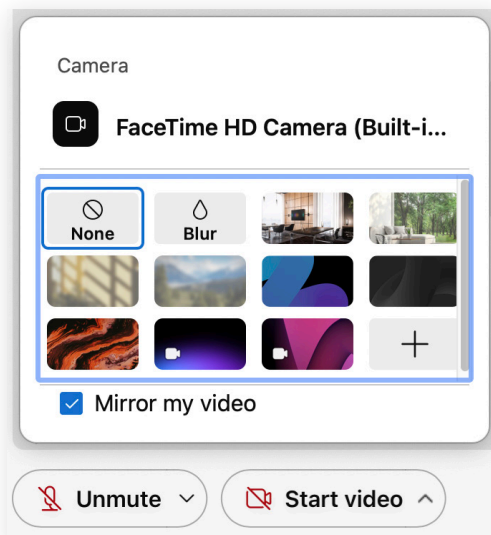 Camera
FaceTime HD Camera (Built-i...
None
Blur
Mirror my video
Unmute
Start video